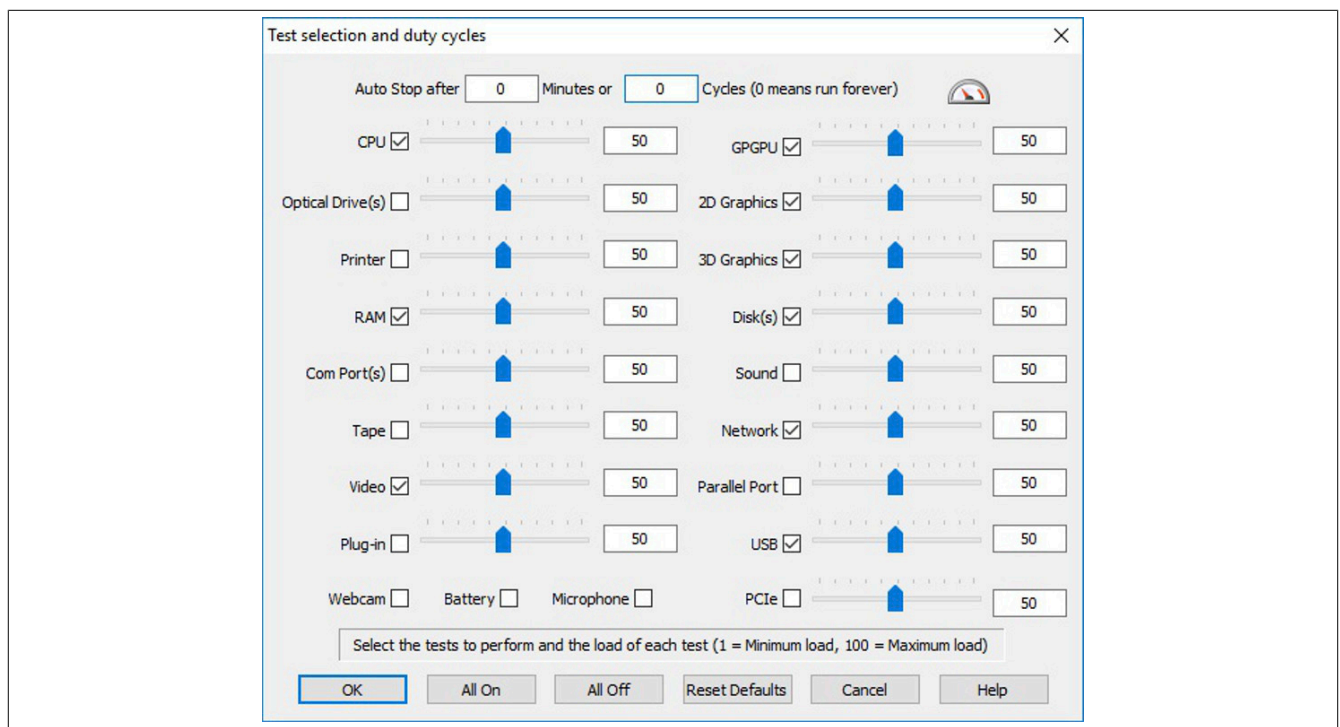 Test selection and duty cycles
Auto Stop after 0 Minutes or 0 Cycles (0 means run forever)
CPU 50 GPGPU 50
Optical Drive(s) 50 2D Graphics 50
Printer 50 3D Graphics 50
RAM 50 Disk(s) 50
Com Port(s) 50 Sound 50
Tape 50 Network 50
Video 50 Parallel Port 50
Plug-in 50 USB 50
Webcam Battery Microphone PCIe 50
Select the tests to perform and the load of each test (1 = Minimum load, 100 = Maximum load)
OK All On All Off Reset Defaults Cancel Help